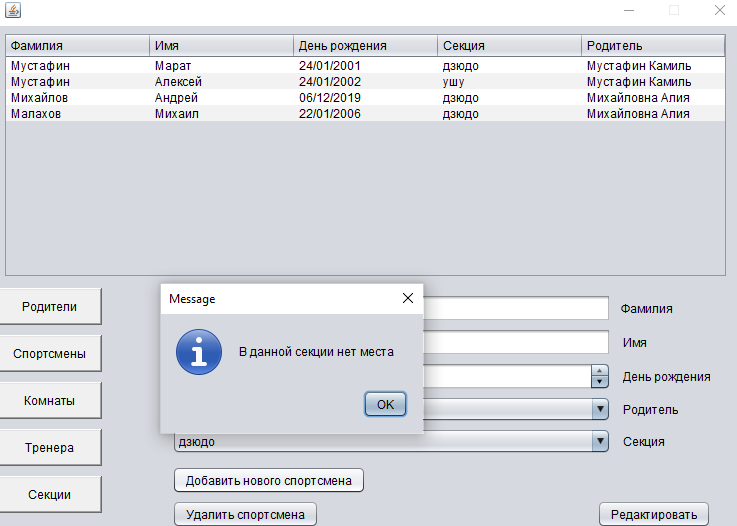 Фамилия Имя День рождения Секция Родитель
Мустафин Марат 24/01/2001 дзюдо Мустафин Камиль
Мустафин Алексей 24/01/2002 ушу Мустафин Камиль
Михайлов Андрей 06/12/2019 дзюдо Михайловна Алия
Малахов Михаил 22/01/2006 дзюдо Михайловна Алия
Message
Родители
Фамилия
Имя
Спортсмены
В данной секции нет места
День рождения
Комнаты
OK
Родитель
Тренера
дзюдо
Секция
Добавить нового спортсмена
Секции
Удалить спортсмена
Редактировать